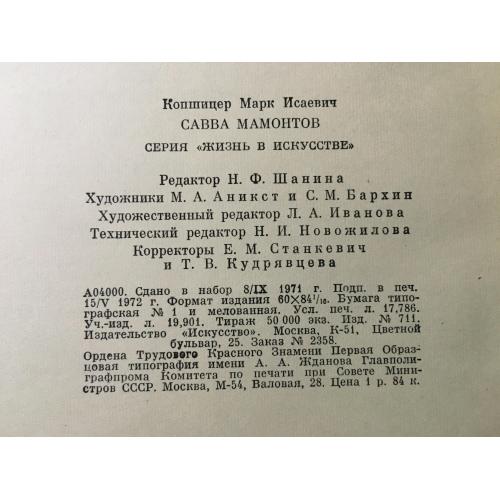 Копшицер Марк Исаевич
САВВА МАМОНТОВ
СЕРИЯ «ЖИЗНЬ В ИСКУССТВЕ»
Редактор Н. Ф. Шанина
Художники М. А. Аникст и С. М. Бархин
Художественный редактор Л. А. Иванова
Технический редактор Н. И. Новожилова
Корректоры Е. М. Станкевич
и Т. В. Кудрявцева
А04000. Сдано в набор 8/IX 1971 г. Подп. в печ.
15/V 1972 г. Формат издания 60×84¹/₁₆. Бумага типо-
графская № 1 и мелованная. Усл. печ. л. 17,786.
Уч.-изд. л. 19,901. Тираж 50 000 экз. Изд. № 711.
Издательство «Искусство». Москва, К-51, Цветной
бульвар, 25. Заказ № 2358.
Ордена Трудового Красного Знамени Первая Образ-
цовая типография имени А. А. Жданова Главполи-
графпрома Комитета по печати при Совете Мини-
стров СССР. Москва, М-54, Валовая, 28. Цена 1 р. 84 к.